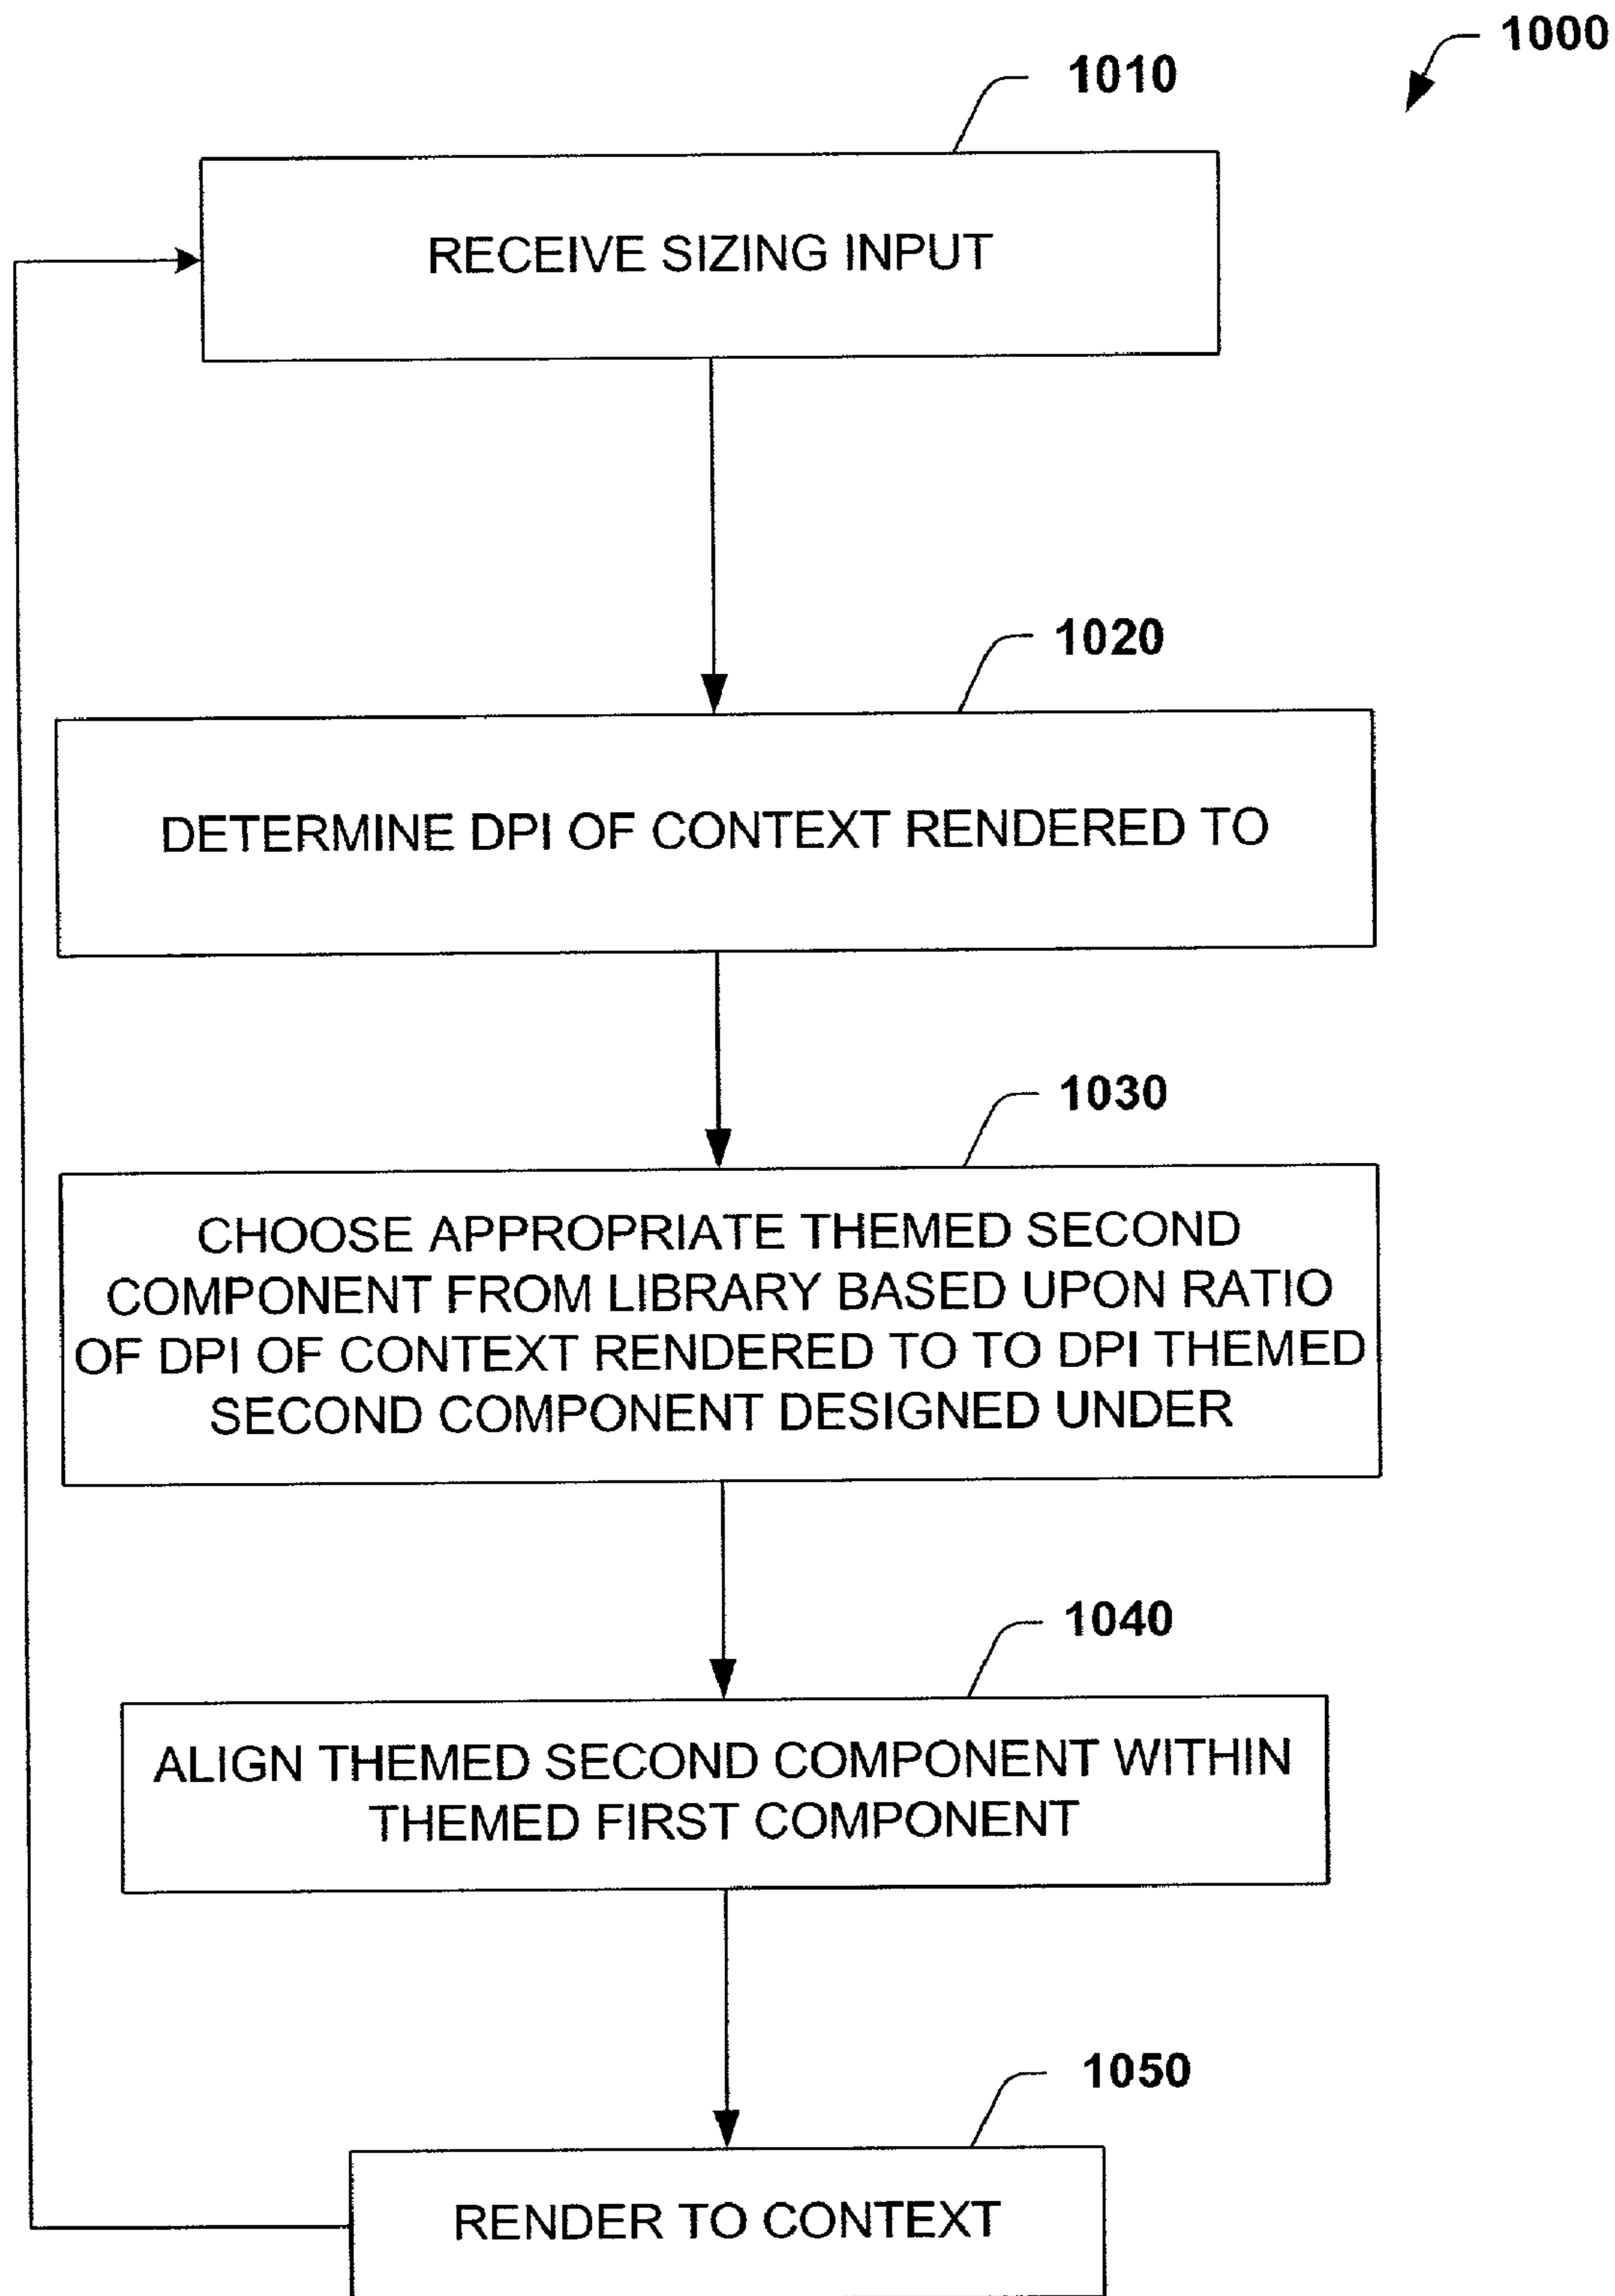 1000
1010
RECEIVE SIZING INPUT
1020
DETERMINE DPI OF CONTEXT RENDERED TO
1030
CHOOSE APPROPRIATE THEMED SECOND
COMPONENT FROM LIBRARY BASED UPON RATIO
OF DPI OF CONTEXT RENDERED TO TO DPI THEMED
SECOND COMPONENT DESIGNED UNDER
1040
ALIGN THEMED SECOND COMPONENT WITHIN
THEMED FIRST COMPONENT
1050
RENDER TO CONTEXT